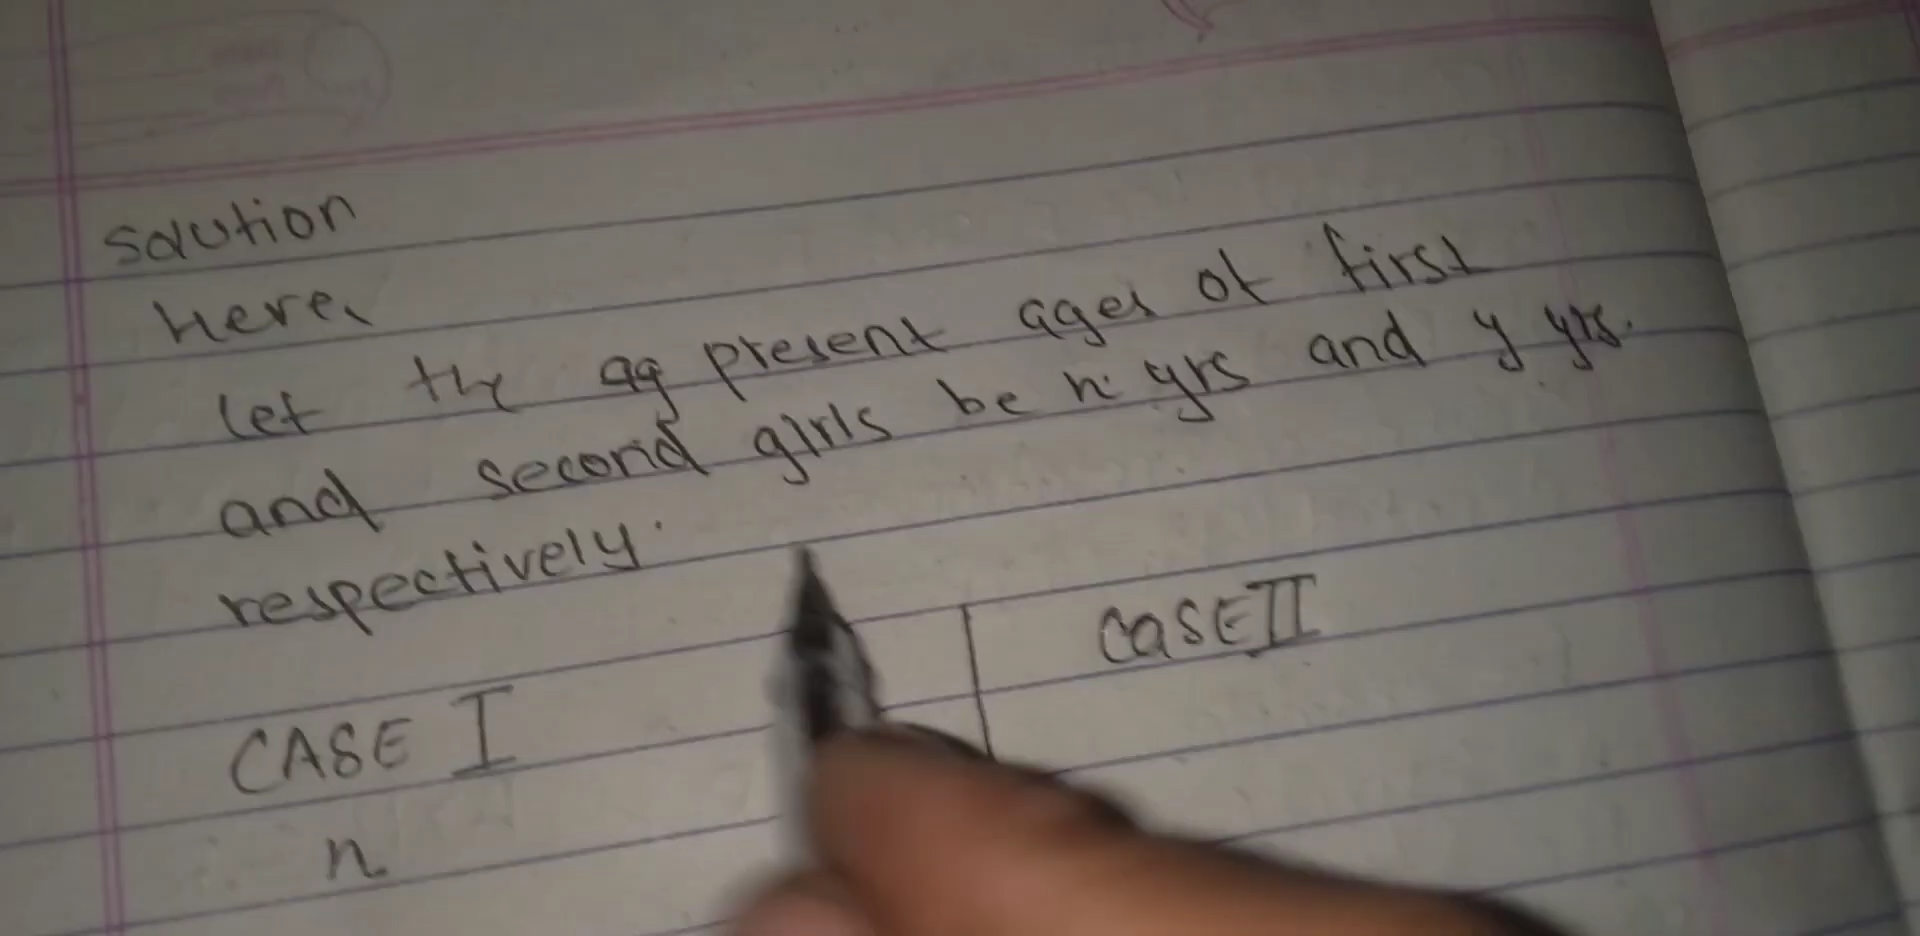 Solution
here,
Let the ag present ages of first
and second girls be x yrs and y yrs.
respectively.
CASE I
CASE II
x